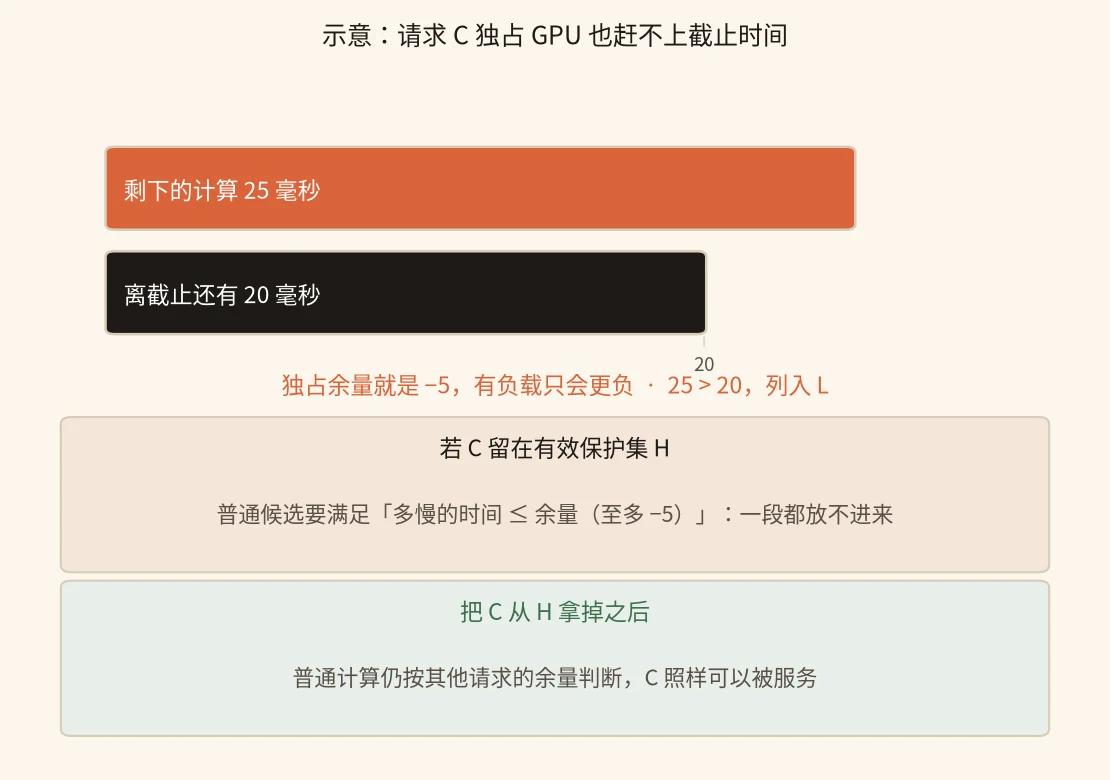 示意：请求 C 独占 GPU 也赶不上截止时间
剩下的计算 25 毫秒
离截止还有 20 毫秒
20
独占余量就是 −5，有负载只会更负 · 25 > 20，列入 L
若 C 留在有效保护集 H
普通候选要满足「多慢的时间 ≤ 余量（至多 −5）」：一段都放不进来
把 C 从 H 拿掉之后
普通计算仍按其他请求的余量判断，C 照样可以被服务